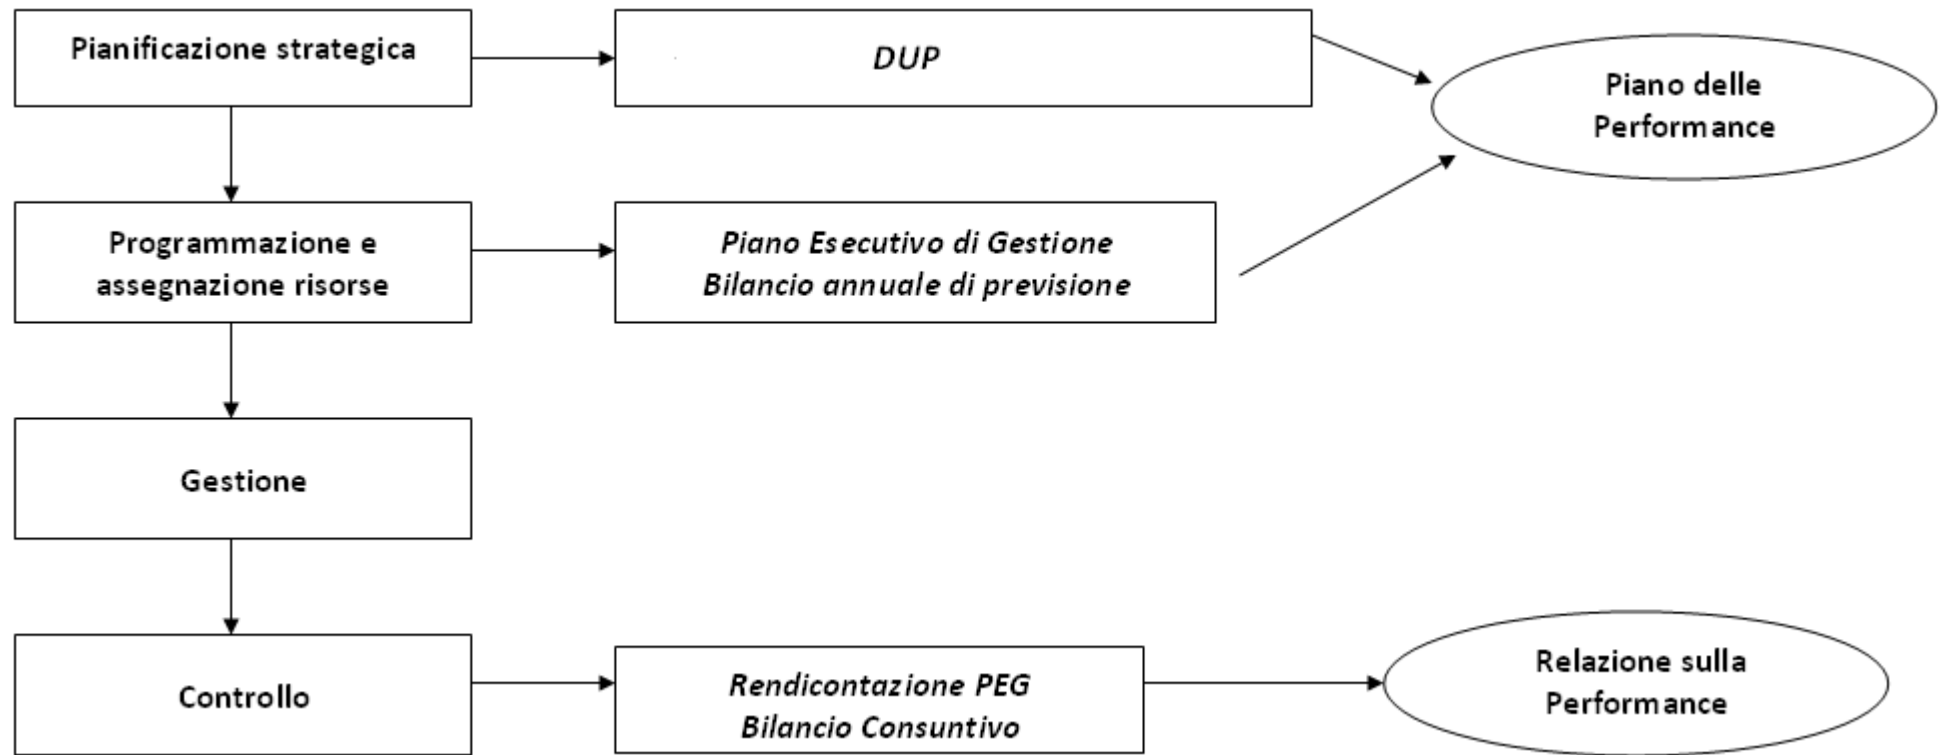 Pianificazione strategica
DUP
Piano delle
Performance
Programmazione e
assegnazione risorse
Piano Esecutivo di Gestione
Bilancio annuale di previsione
Gestione
Controllo
Rendicontazione PEG
Bilancio Consuntivo
Relazione sulla
Performance